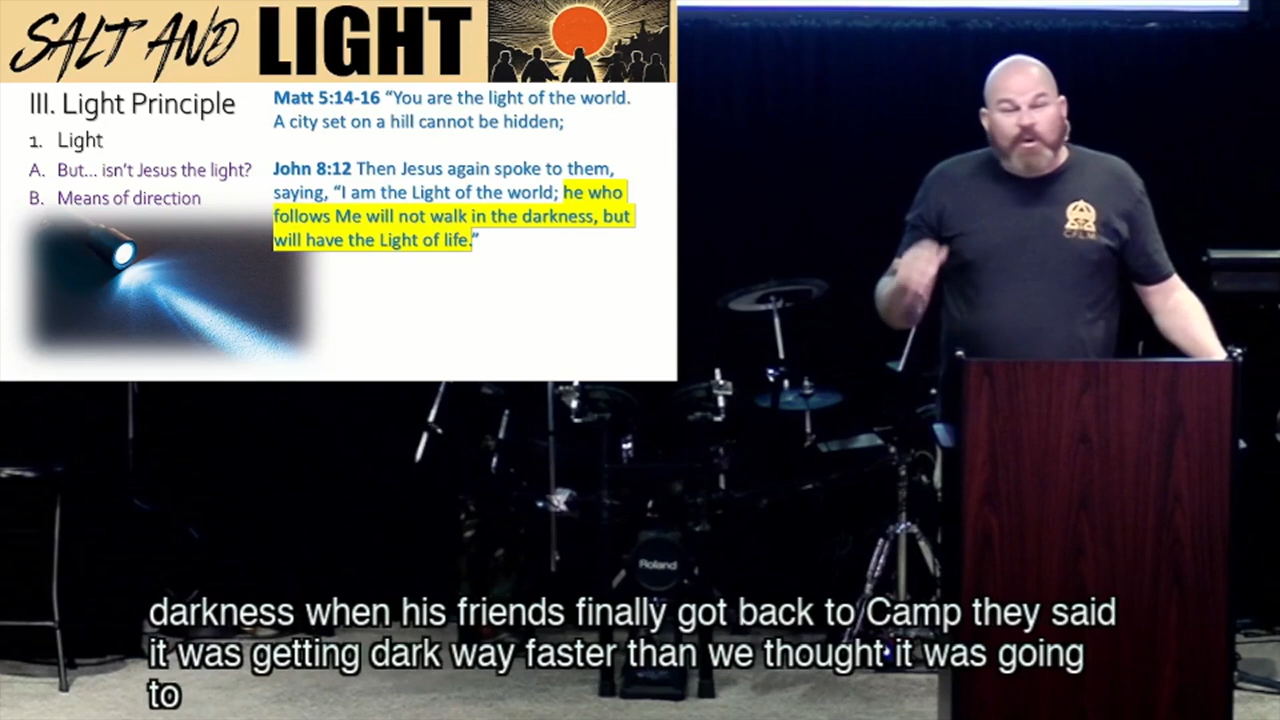 SALT AND LIGHT
III. Light Principle
1. Light
A. But... isn't Jesus the light?
B. Means of direction
Matt 5:14-16 “You are the light of the world.
A city set on a hill cannot be hidden;
John 8:12 Then Jesus again spoke to them,
saying, “I am the Light of the world; he who
follows Me will not walk in the darkness, but
will have the Light of life.”
CFLM
Roland
darkness when his friends finally got back to Camp they said
it was getting dark way faster than we thought it was going
to